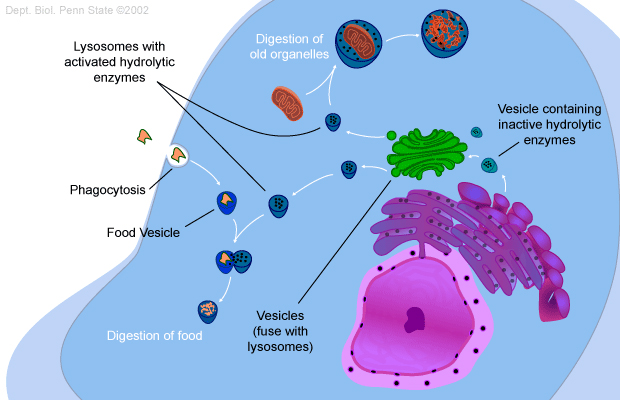 Dept. Biol. Penn State ©2002
Lysosomes with
activated hydrolytic
enzymes
Digestion of
old organelles
Vesicle containing
inactive hydrolytic
enzymes
Phagocytosis
Food Vesicle
Vesicles
(fuse with
lysosomes)
Digestion of food